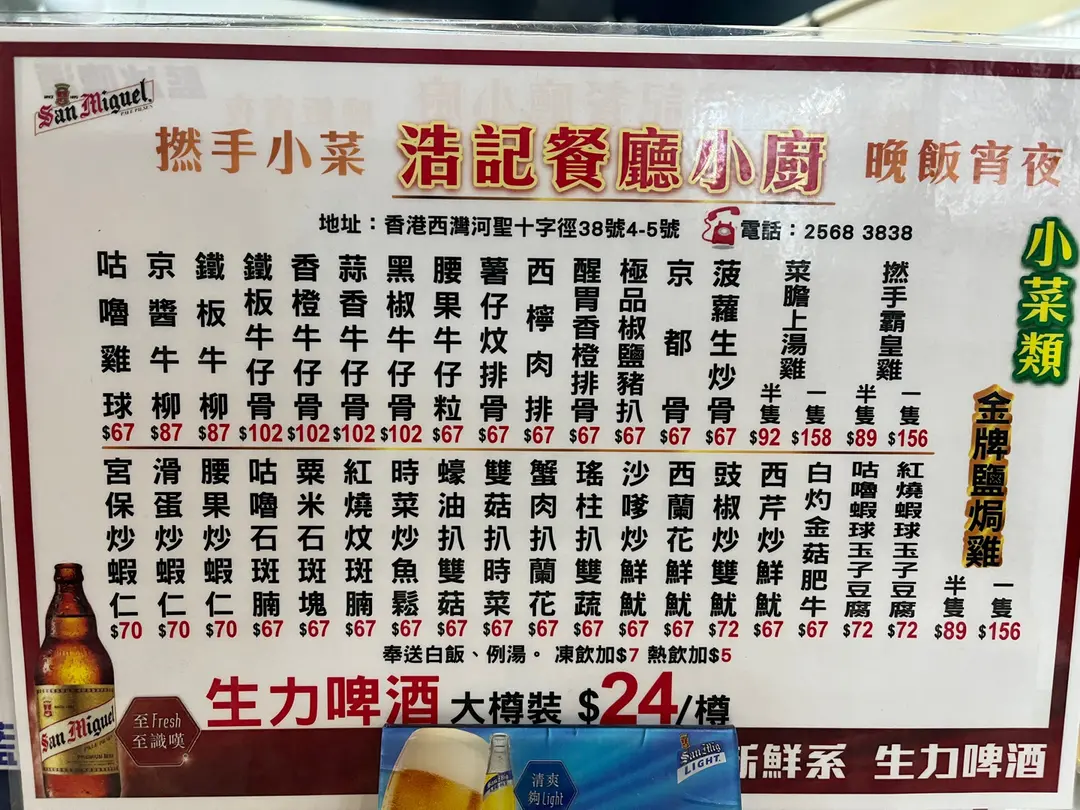 San Miguel
PALE PILSEN
撚手小菜 浩記餐廳小廚 晚飯宵夜
地址：香港西灣河聖十字徑38號4-5號 電話：2568 3838
小菜類
撚手霸皇雞 一隻 $156 半隻 $89
菜膽上湯雞 一隻 $158 半隻 $92
菠蘿生炒骨 $67
京都骨 $67
極品椒鹽豬扒 $67
醒胃香橙排骨 $67
西檸肉排 $67
薯仔炆排骨 $67
腰果牛仔粒 $67
黑椒牛仔骨 $102
蒜香牛仔骨 $102
香橙牛仔骨 $102
鐵板牛仔骨 $102
鐵板牛柳 $87
京醬牛柳 $87
咕嚕雞球 $67
金牌鹽焗雞 一隻 $156 半隻 $89
紅燒蝦球玉子豆腐 $72
咕嚕蝦球玉子豆腐 $72
白灼金菇肥牛 $67
西芹炒鮮魷 $67
豉椒炒雙魷 $72
西蘭花鮮魷 $67
沙嗲炒鮮魷 $67
瑤柱扒雙蔬 $67
蟹肉扒蘭花 $67
雙菇扒時菜 $67
蠔油扒雙菇 $67
時菜炒魚鬆 $67
紅燒炆斑腩 $67
粟米石斑塊 $67
咕嚕石斑腩 $67
腰果炒蝦仁 $70
滑蛋炒蝦仁 $70
宮保炒蝦仁 $70
奉送白飯、例湯。 凍飲加$7 熱飲加$5
生力啤酒 大樽裝 $24/樽
至Fresh
至識嘆
San Miguel
新鮮系 生力啤酒
San Mig
LIGHT
清爽
夠Light